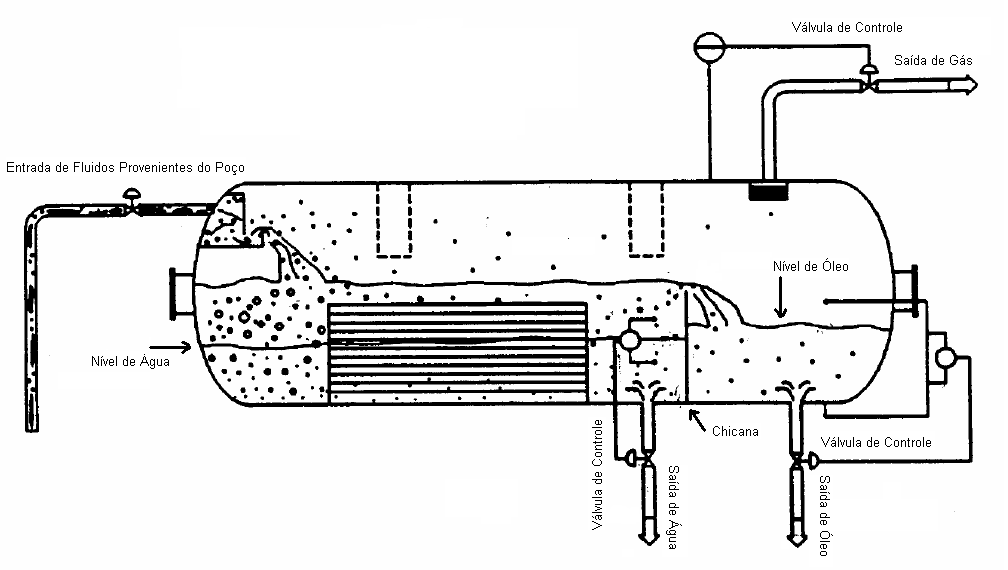 Válvula de Controle
Saída de Gás
Entrada de Fluidos Provenientes do Poço
Nível de Óleo
Nível de Água
Chicana
Válvula de Controle
Válvula de Controle
Saída de Água
Saída de Óleo